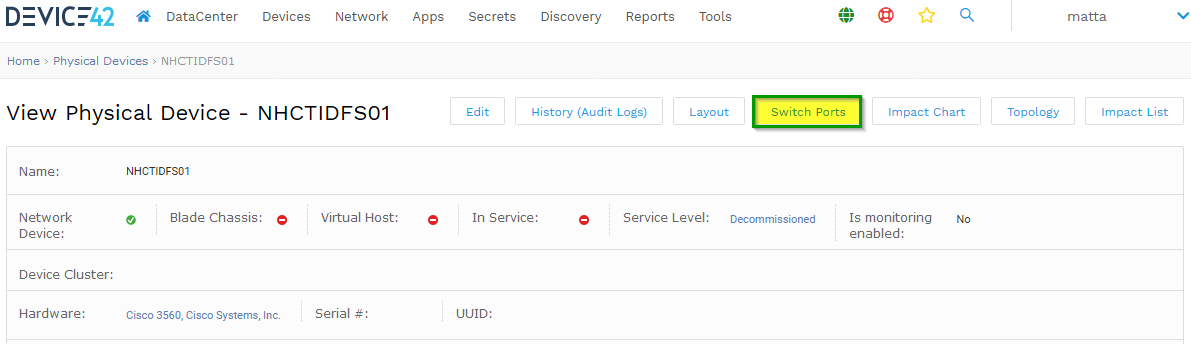 DEVICE42 DataCenter Devices Network Apps Secrets Discovery Reports Tools matta
Home › Physical Devices › NHCTIDFS01
View Physical Device - NHCTIDFS01 Edit History (Audit Logs) Layout Switch Ports Impact Chart Topology Impact List
Name: NHCTIDFS01
Network Device: Blade Chassis: Virtual Host: In Service: Service Level: Decommissioned Is monitoring enabled: No
Device Cluster:
Hardware: Cisco 3560, Cisco Systems, Inc. Serial #: UUID: